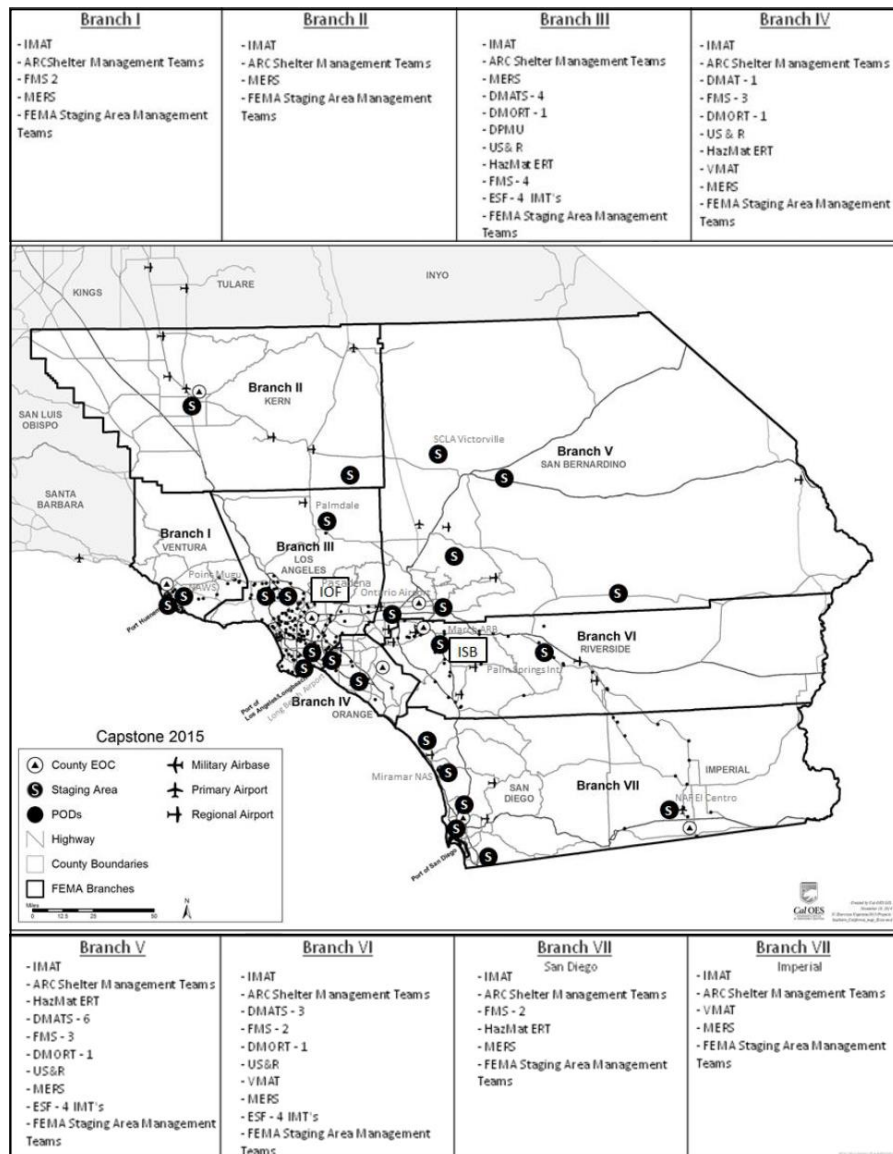 Branch I
- IMAT
- ARCShelter Management Teams
- FMS 2
- MERS
- FEMA Staging Area Management
Teams
Branch II
- IMAT
- ARC Shelter Management Teams
- MERS
- FEMA Staging Area Management
Teams
Branch III
- IMAT
- ARC Shelter Management Teams
- MERS
- DMATS - 4
- DMORT - 1
- DPMU
- US& R
- HazMat ERT
- FMS - 4
- ESF - 4 IMT's
- FEMA Staging Area Management
Teams
Branch IV
- IMAT
- ARC Shelter Management Teams
- DMAT - 1
- FMS - 3
- DMORT - 1
- US & R
- HazMat ERT
- VMAT
- MERS
- FEMA Staging Area Management
Teams
INYO
TULARE
KINGS
Branch II
KERN
SAN LUIS
OBISPO
SCLA Victorville
Branch V
SAN BERNARDINO
SANTA
BARBARA
Palmdale
Branch I
VENTURA
Branch III
LOS
ANGELES
Point Mugu
NAWS
Pasadena
IOF
Ontario Airport
Port Huen
March ARB
Branch VI
RIVERSIDE
ISB
Palm Springs Int
Port of
Los Angeles/Longbeach
Long Beach Airport
Branch IV
ORANGE
Capstone 2015
County EOC
Military Airbase
S Staging Area
Primary Airport
PODs
Regional Airport
Highway
County Boundaries
FEMA Branches
Miles
0 12.5 25 50
N
Miramar NAS
SAN
DIEGO
Branch VII
IMPERIAL
NAF El Centro
Port of San Diego
Cal OES
Branch V
- IMAT
- ARC Shelter Management Teams
- HazMat ERT
- DMATS - 6
- FMS - 3
- DMORT - 1
- US&R
- MERS
- ESF - 4 IMT's
- FEMA Staging Area Management
Teams
Branch VI
- IMAT
- ARC Shelter Management Teams
- DMATS - 3
- FMS - 2
- DMORT - 1
- US&R
- VMAT
- MERS
- ESF - 4 IMT's
- FEMA Staging Area Management
Teams
Branch VII
San Diego
- IMAT
- ARC Shelter Management Teams
- FMS - 2
- HazMat ERT
- MERS
- FEMA Staging Area Management
Teams
Branch VII
Imperial
- IMAT
- ARC Shelter Management Teams
- VMAT
- MERS
- FEMA Staging Area Management
Teams